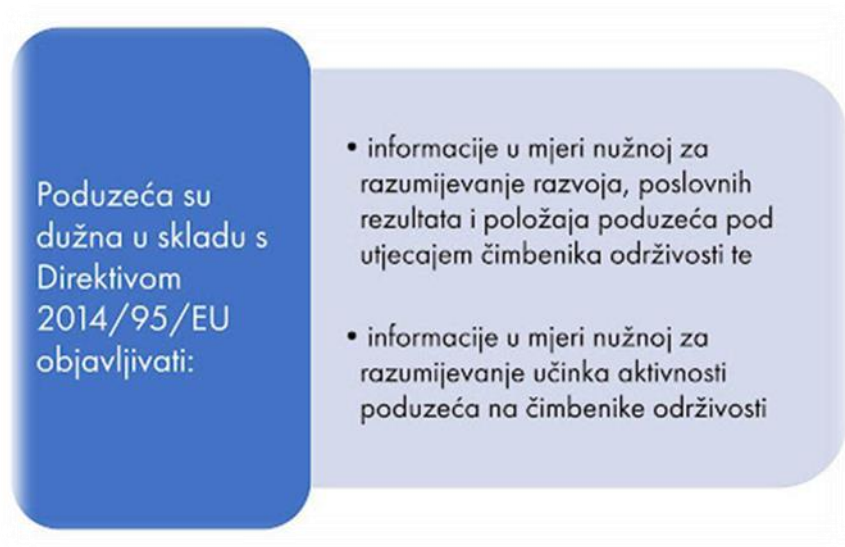 Poduzeća su
dužna u skladu s
Direktivom
2014/95/EU
objavljivati:
• informacije u mjeri nužnoj za
razumijevanje razvoja, poslovnih
rezultata i položaja poduzeća pod
utjecajem čimbenika održivosti te
• informacije u mjeri nužnoj za
razumijevanje učinka aktivnosti
poduzeća na čimbenike održivosti